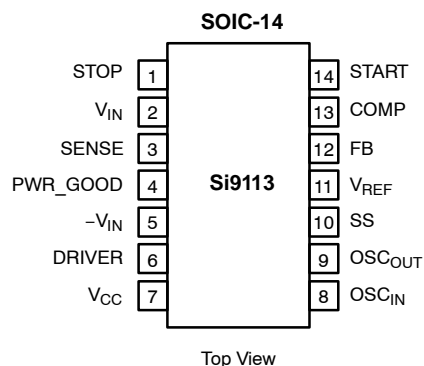 SOIC-14
STOP 1 14 START
VIN 2 13 COMP
SENSE 3 12 FB
PWR_GOOD 4 Si9113 11 VREF
−VIN 5 10 SS
DRIVER 6 9 OSCOUT
VCC 7 8 OSCIN
Top View